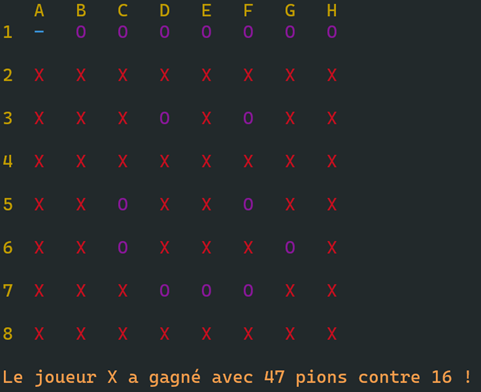 A B C D E F G H
1 - O O O O O O O
2 X X X X X X X X
3 X X X O X O X X
4 X X X X X X X X
5 X X O X X O X X
6 X X O X X X O X
7 X X X O O O X X
8 X X X X X X X X
Le joueur X a gagné avec 47 pions contre 16 !